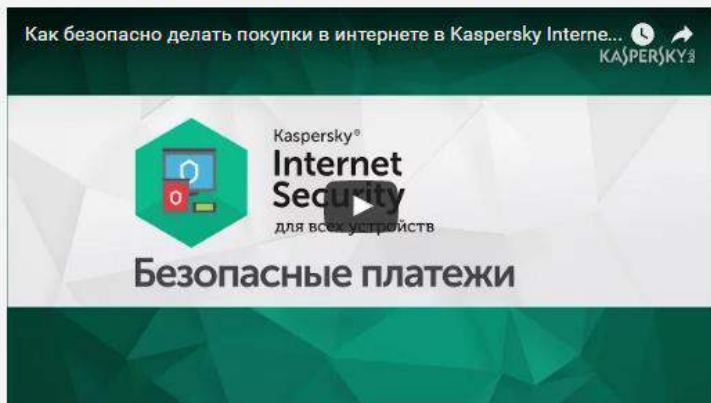 Как безопасно делать покупки в интернете в Kaspersky Interne...
KASPERSKY
Kaspersky®
Internet
Security
для всех устройств
Безопасные платежи